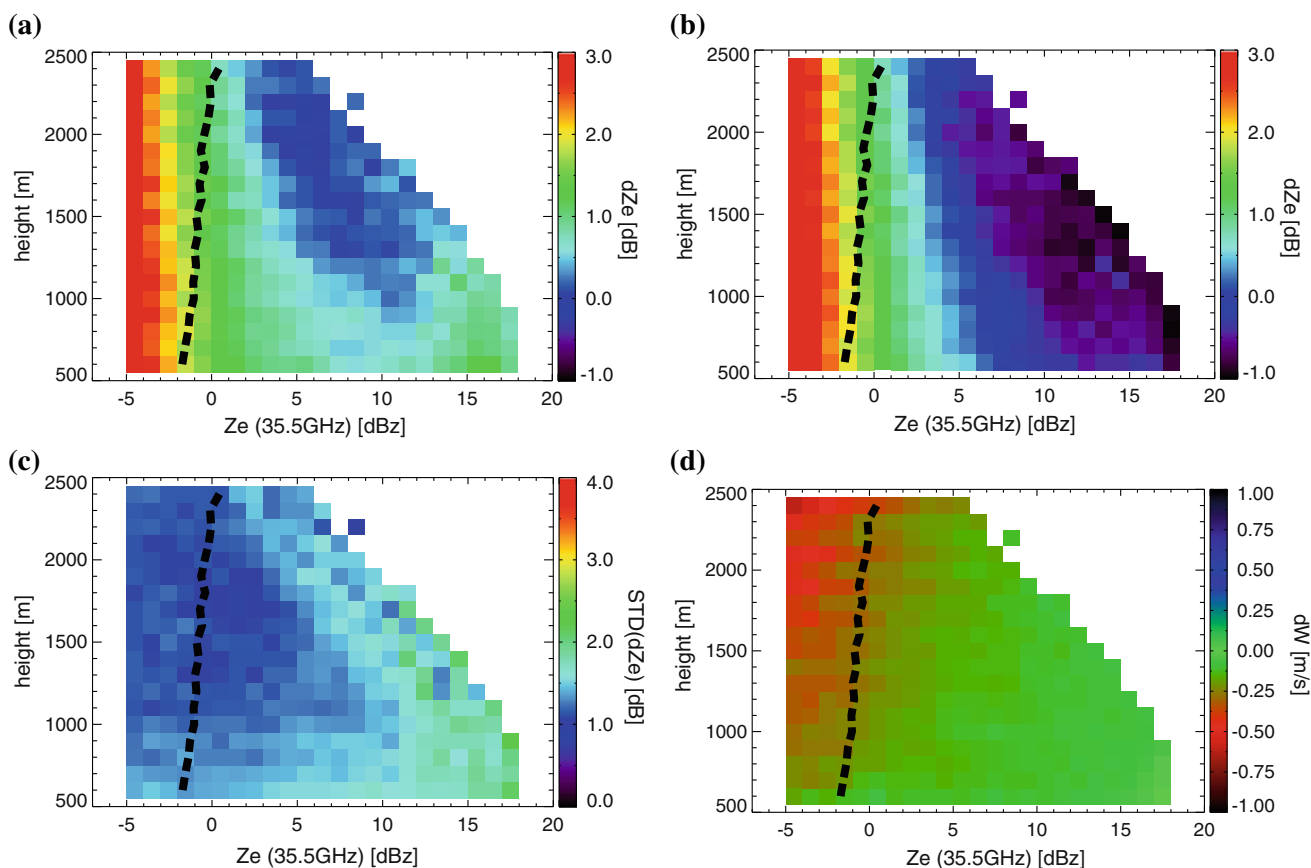 (a)
2500
2000
1500
1000
500
height [m]
-5 0 5 10 15 20
Ze (35.5GHz) [dBz]
3.0
2.0
1.0
0.0
-1.0
dZe [dB]
(b)
2500
2000
1500
1000
500
height [m]
-5 0 5 10 15 20
Ze (35.5GHz) [dBz]
3.0
2.0
1.0
0.0
-1.0
dZe [dB]
(c)
2500
2000
1500
1000
500
height [m]
-5 0 5 10 15 20
Ze (35.5GHz) [dBz]
4.0
3.0
2.0
1.0
0.0
STD(dZe) [dB]
(d)
2500
2000
1500
1000
500
height [m]
-5 0 5 10 15 20
Ze (35.5GHz) [dBz]
1.00
0.75
0.50
0.25
0.00
-0.25
-0.50
-0.75
-1.00
dW [m/s]